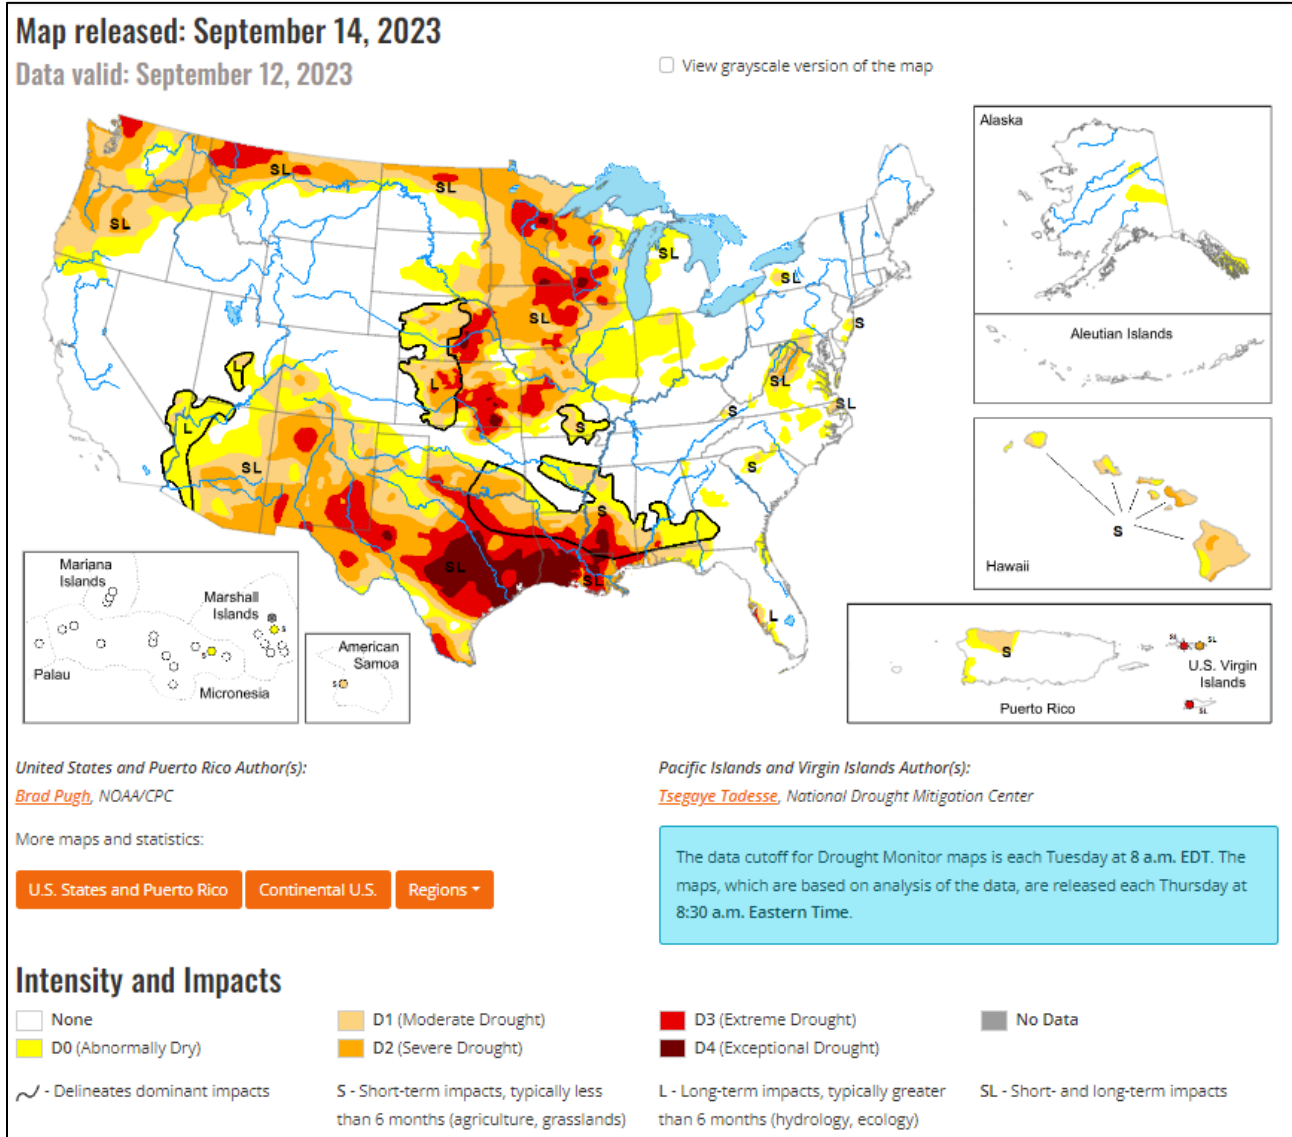 Map released: September 14, 2023
Data valid: September 12, 2023
View grayscale version of the map
Alaska
Aleutian Islands
SL
SL
SL
SL
SL
S
SL
L
L
SL
SL
S
L
S
S
SL
S
SL
SL
L
S
Hawaii
Mariana
Islands
Marshall
Islands
S
S
Palau
Micronesia
American
Samoa
S
S
Puerto Rico
SL
SL
U.S. Virgin
Islands
SL
United States and Puerto Rico Author(s):
Brad Pugh, NOAA/CPC
Pacific Islands and Virgin Islands Author(s):
Tsegaye Tadesse, National Drought Mitigation Center
More maps and statistics:
U.S. States and Puerto Rico
Continental U.S.
Regions
The data cutoff for Drought Monitor maps is each Tuesday at 8 a.m. EDT. The
maps, which are based on analysis of the data, are released each Thursday at
8:30 a.m. Eastern Time.
Intensity and Impacts
None
D0 (Abnormally Dry)
D1 (Moderate Drought)
D2 (Severe Drought)
D3 (Extreme Drought)
D4 (Exceptional Drought)
No Data
- Delineates dominant impacts
S - Short-term impacts, typically less
than 6 months (agriculture, grasslands)
L - Long-term impacts, typically greater
than 6 months (hydrology, ecology)
SL - Short- and long-term impacts